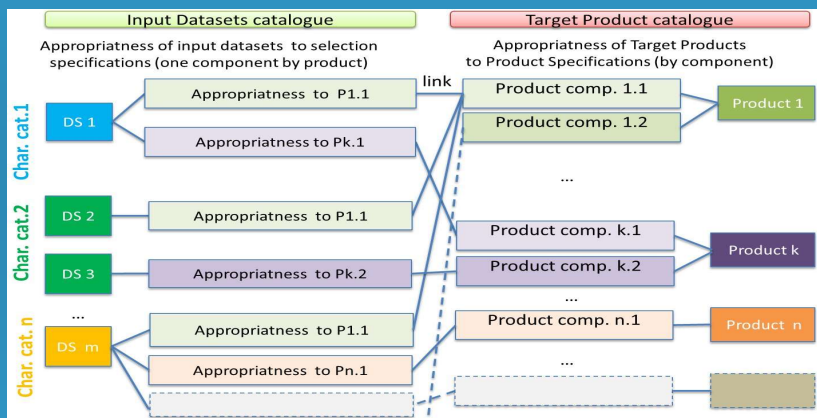 Input Datasets catalogue
Target Product catalogue
Appropriatness of input datasets to selection
specifications (one component by product)
Appropriatness of Target Products
to Product Specifications (by component)
link
Char. cat.1
DS 1
Appropriatness to P1.1
Appropriatness to Pk.1
Product comp. 1.1
Product comp. 1.2
Product 1
...
Char. cat.2
DS 2
Appropriatness to P1.1
DS 3
Appropriatness to Pk.2
Product comp. k.1
Product comp. k.2
Product k
...
...
Char. cat. n
DS m
Appropriatness to P1.1
Appropriatness to Pn.1
Product comp. n.1
Product n
...